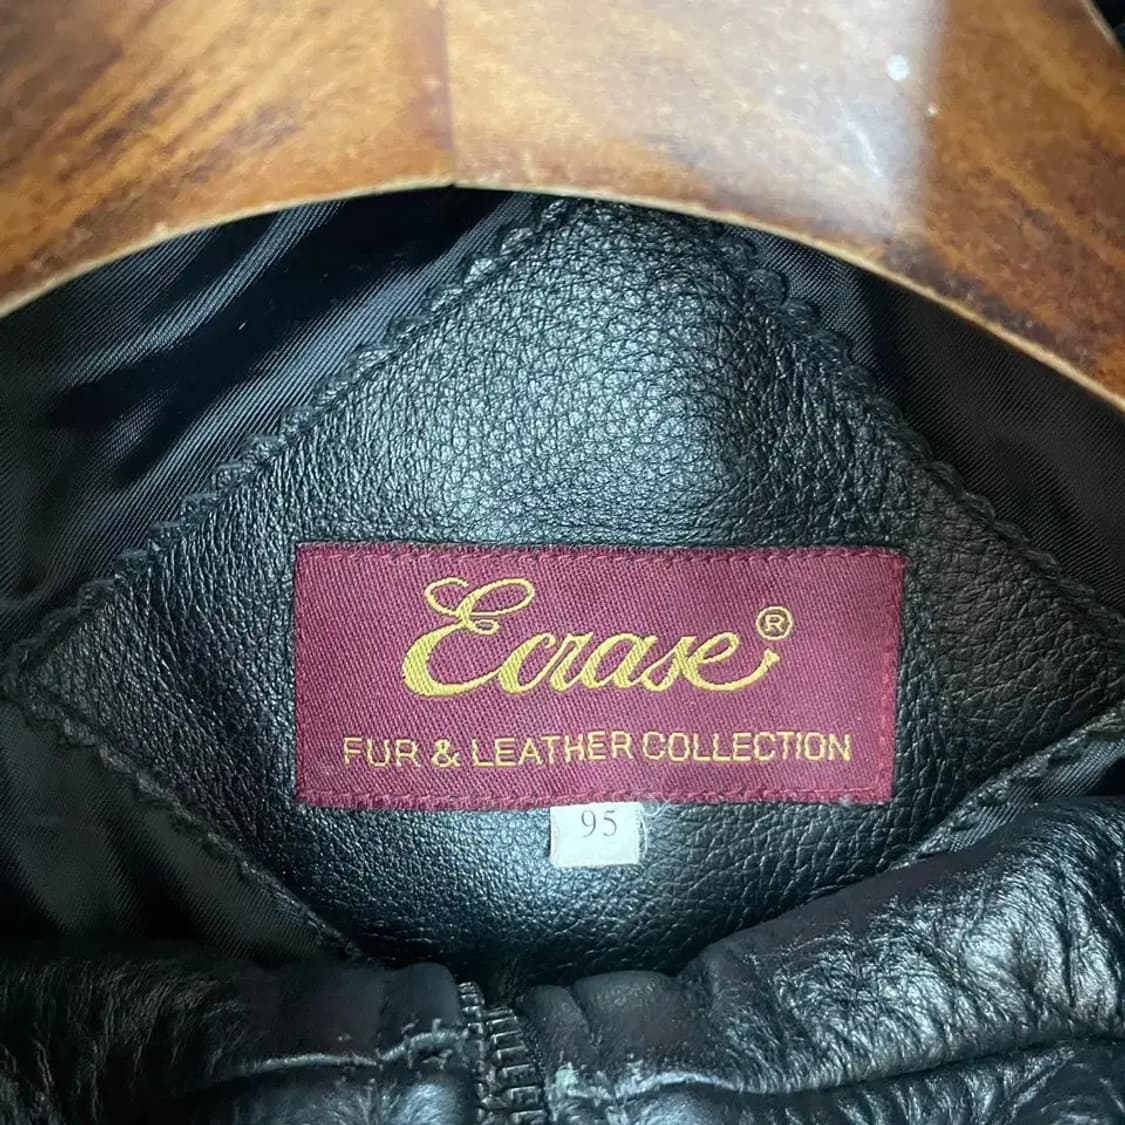 Ecrase®
FUR & LEATHER COLLECTION
95